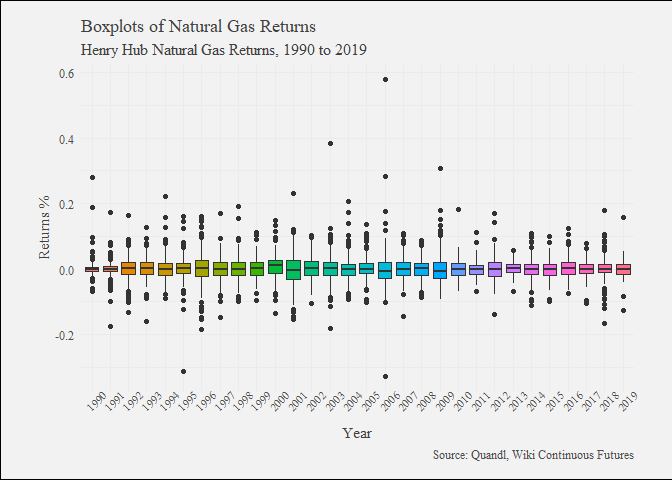 Boxplots of Natural Gas Returns
Henry Hub Natural Gas Returns, 1990 to 2019
0.6
0.4
0.2
0.0
-0.2
Returns %
1990 1991 1992 1993 1994 1995 1996 1997 1998 1999 2000 2001 2002 2003 2004 2005 2006 2007 2008 2009 2010 2011 2012 2013 2014 2015 2016 2017 2018 2019
Year
Source: Quandl, Wiki Continuous Futures